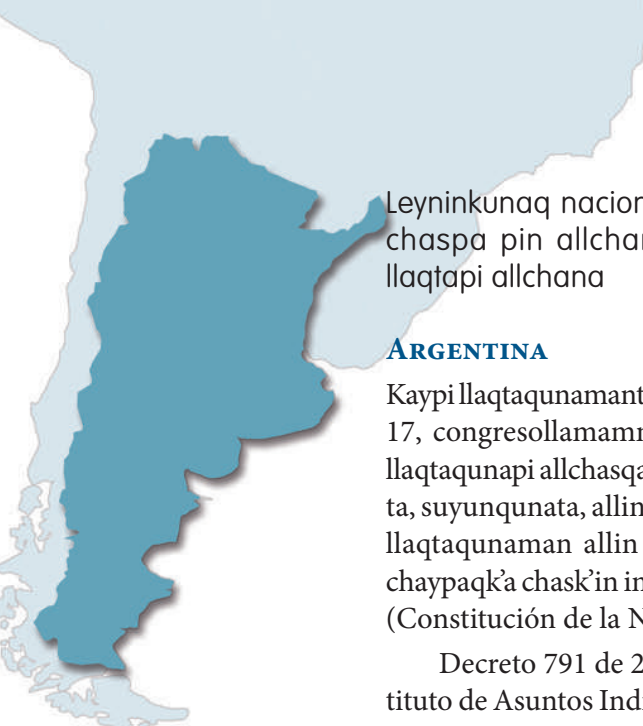 Leyninkunaq nacion
chaspa pin allchan
llaqtapi allchana
ARGENTINA
Kaypi llaqtaqunamant
17, congresollamamn
llaqtaqunapi allchasqa
ta, suyunqunata, allin
llaqtaqunaman allin
chaypaqk'a chask'in in
(Constitución de la N
Decreto 791 de 2
tituto de Asuntos Ind